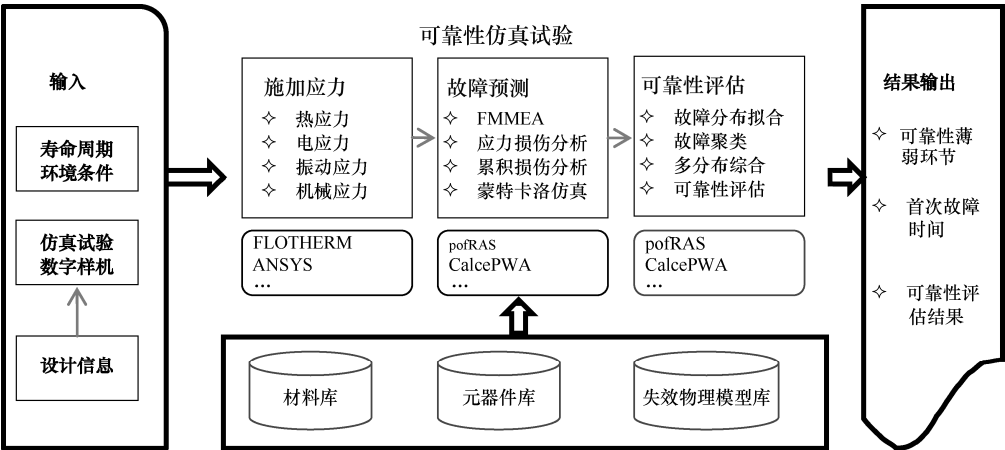 输入
寿命周期
环境条件
仿真试验
数字样机
设计信息
可靠性仿真试验
施加应力
热应力
电应力
振动应力
机械应力
FLOTHERM
ANSYS
...
故障预测
FMMEA
应力损伤分析
累积损伤分析
蒙特卡洛仿真
pofRAS
CalcePWA
...
可靠性评估
故障分布拟合
故障聚类
多分布综合
可靠性评估
pofRAS
CalcePWA
...
材料库
元器件库
失效物理模型库
结果输出
可靠性薄
弱环节
首次故障
时间
可靠性评
估结果